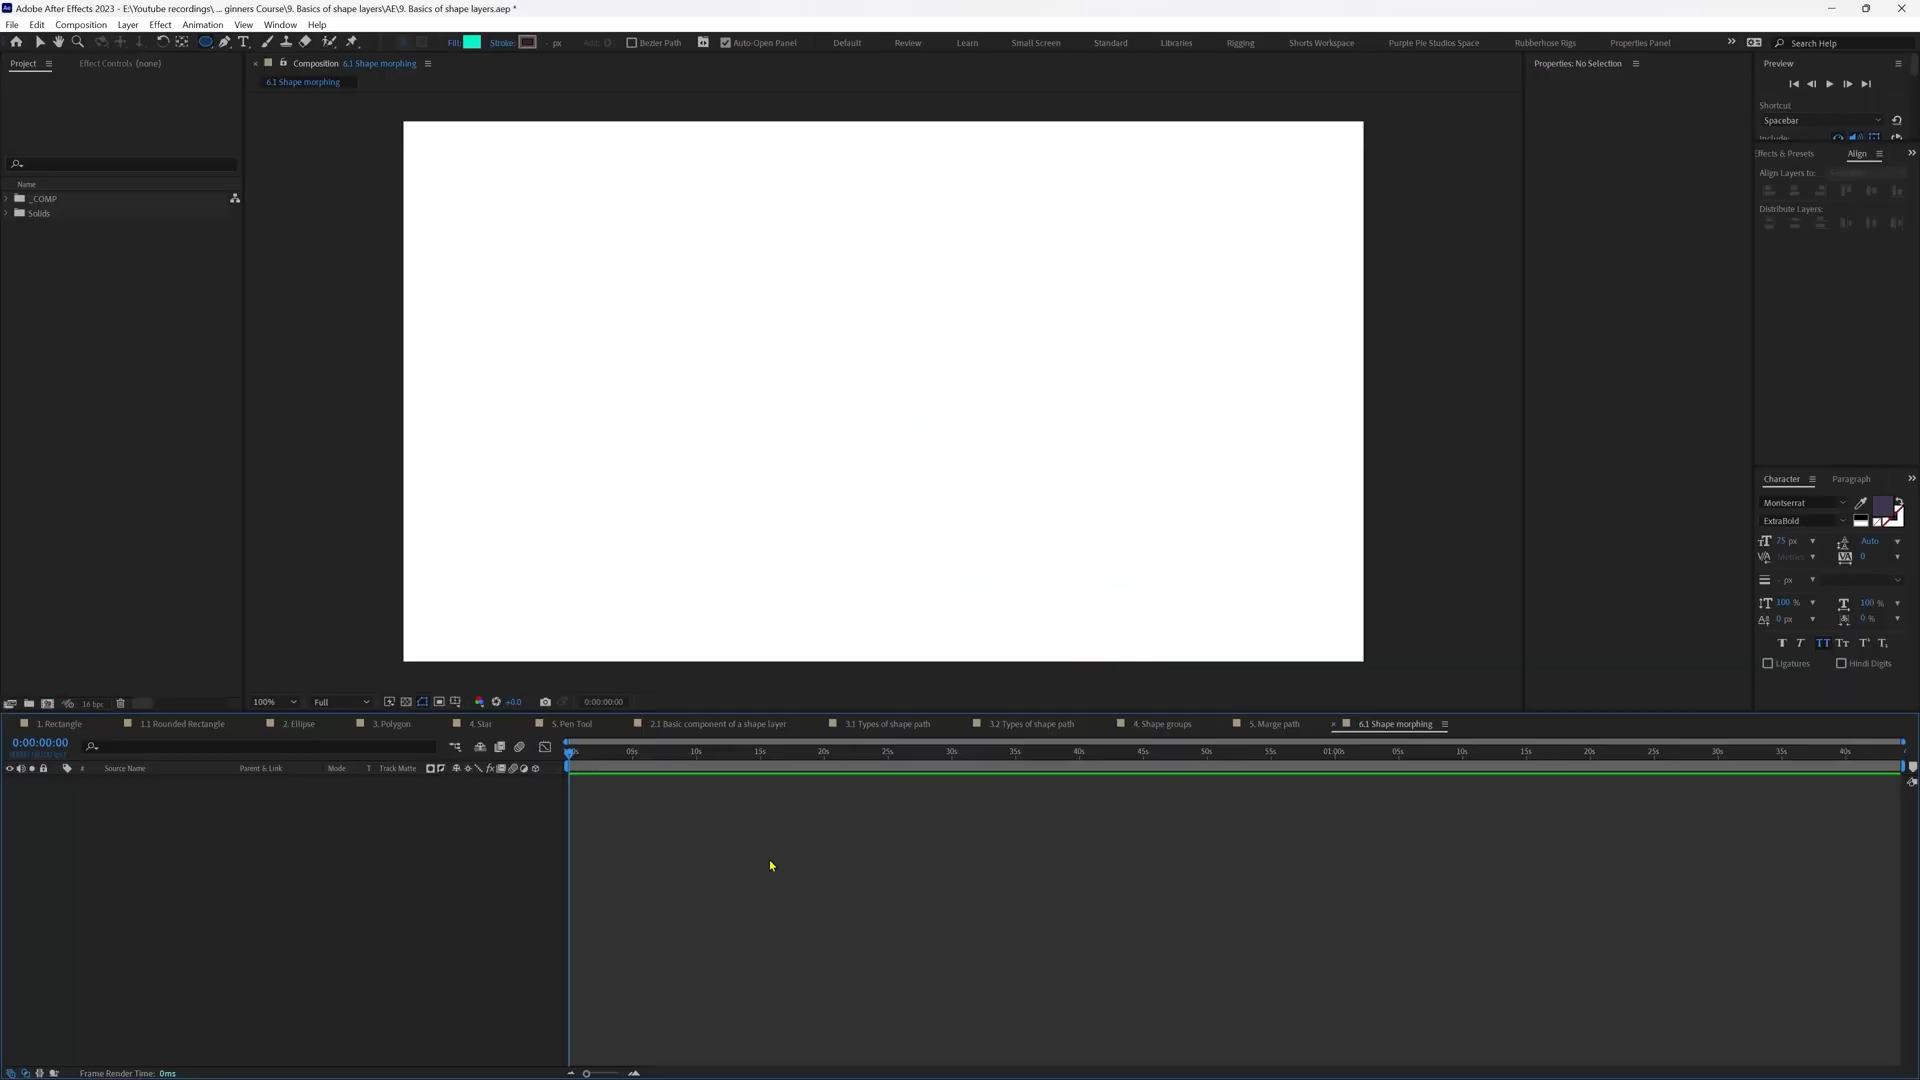 Adobe After Effects 2023 - E:\Youtube recordings\ ... ginners Course\9. Basics of shape layers\AE\9. Basics of shape layers.aep *
File Edit Composition Layer Effect Animation View Window Help
Fill: Stroke: - px Add: Bezier Path Auto-Open Panel Default Review Learn Small Screen Standard Libraries Rigging Shorts Workspace Purple Pie Studios Space Rubberhose Rigs Properties Panel Search Help
Project Effect Controls (none) Composition 6.1 Shape morphing Properties: No Selection Preview
6.1 Shape morphing
Shortcut
Spacebar
Include:
Effects & Presets Align
Align Layers to:
Name
_COMP
Solids
Distribute Layers:
Character Paragraph
Montserrat
ExtraBold
75 px Auto
Metrics 0
- px
100 % 100 %
0 px 0 %
Ligatures Hindi Digits
16 bpc 100% Full +0.0 0:00:00:00
1. Rectangle 1.1 Rounded Rectangle 2. Ellipse 3. Polygon 4. Star 5. Pen Tool 2.1 Basic component of a shape layer 3.1 Types of shape path 3.2 Types of shape path 4. Shape groups 5. Marge path 6.1 Shape morphing
0:00:00:00
05s 10s 15s 20s 25s 30s 35s 40s 45s 50s 55s 01:00s 05s 10s 15s 20s 25s 30s 35s 40s
# Source Name Parent & Link Mode T Track Matte
Frame Render Time: 0ms